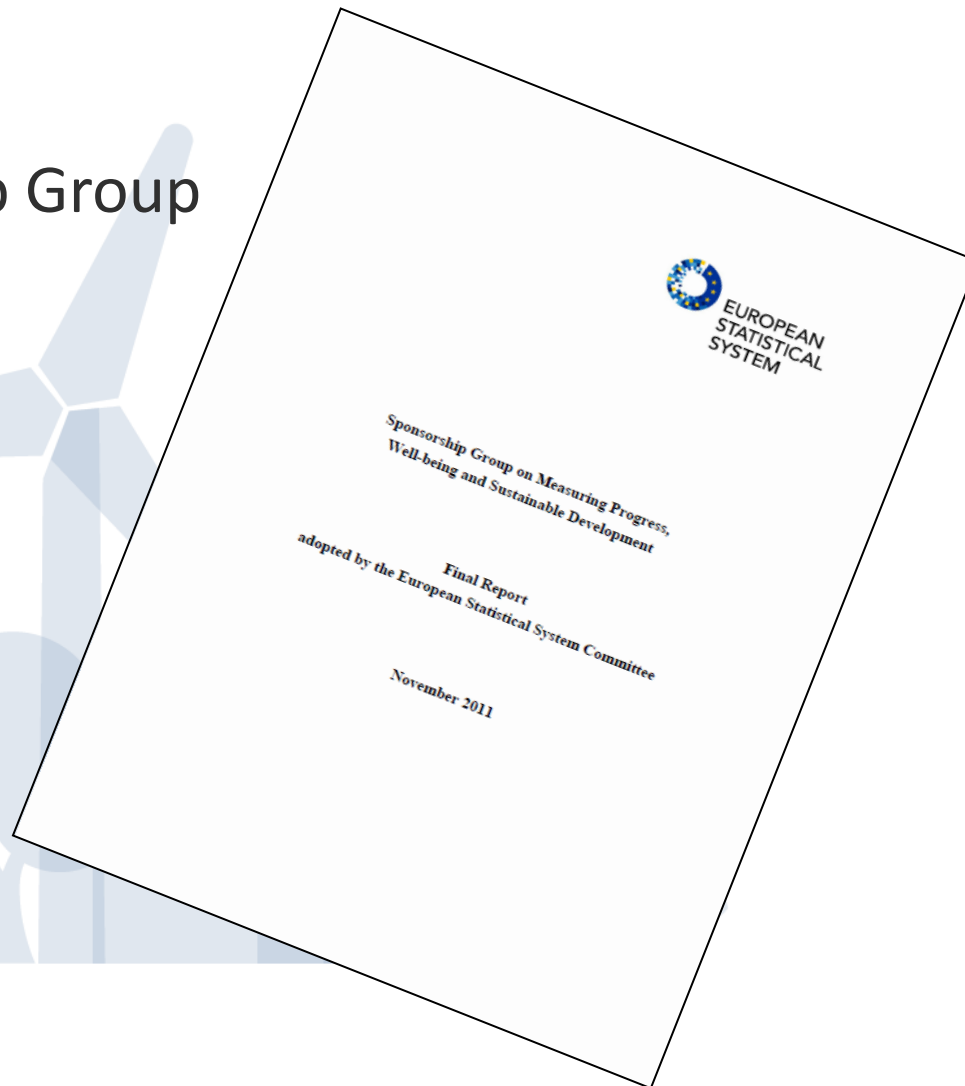 p Group
EUROPEAN
STATISTICAL
SYSTEM
Sponsorship Group on Measuring Progress,
Well-being and Sustainable Development
Final Report
adopted by the European Statistical System Committee
November 2011